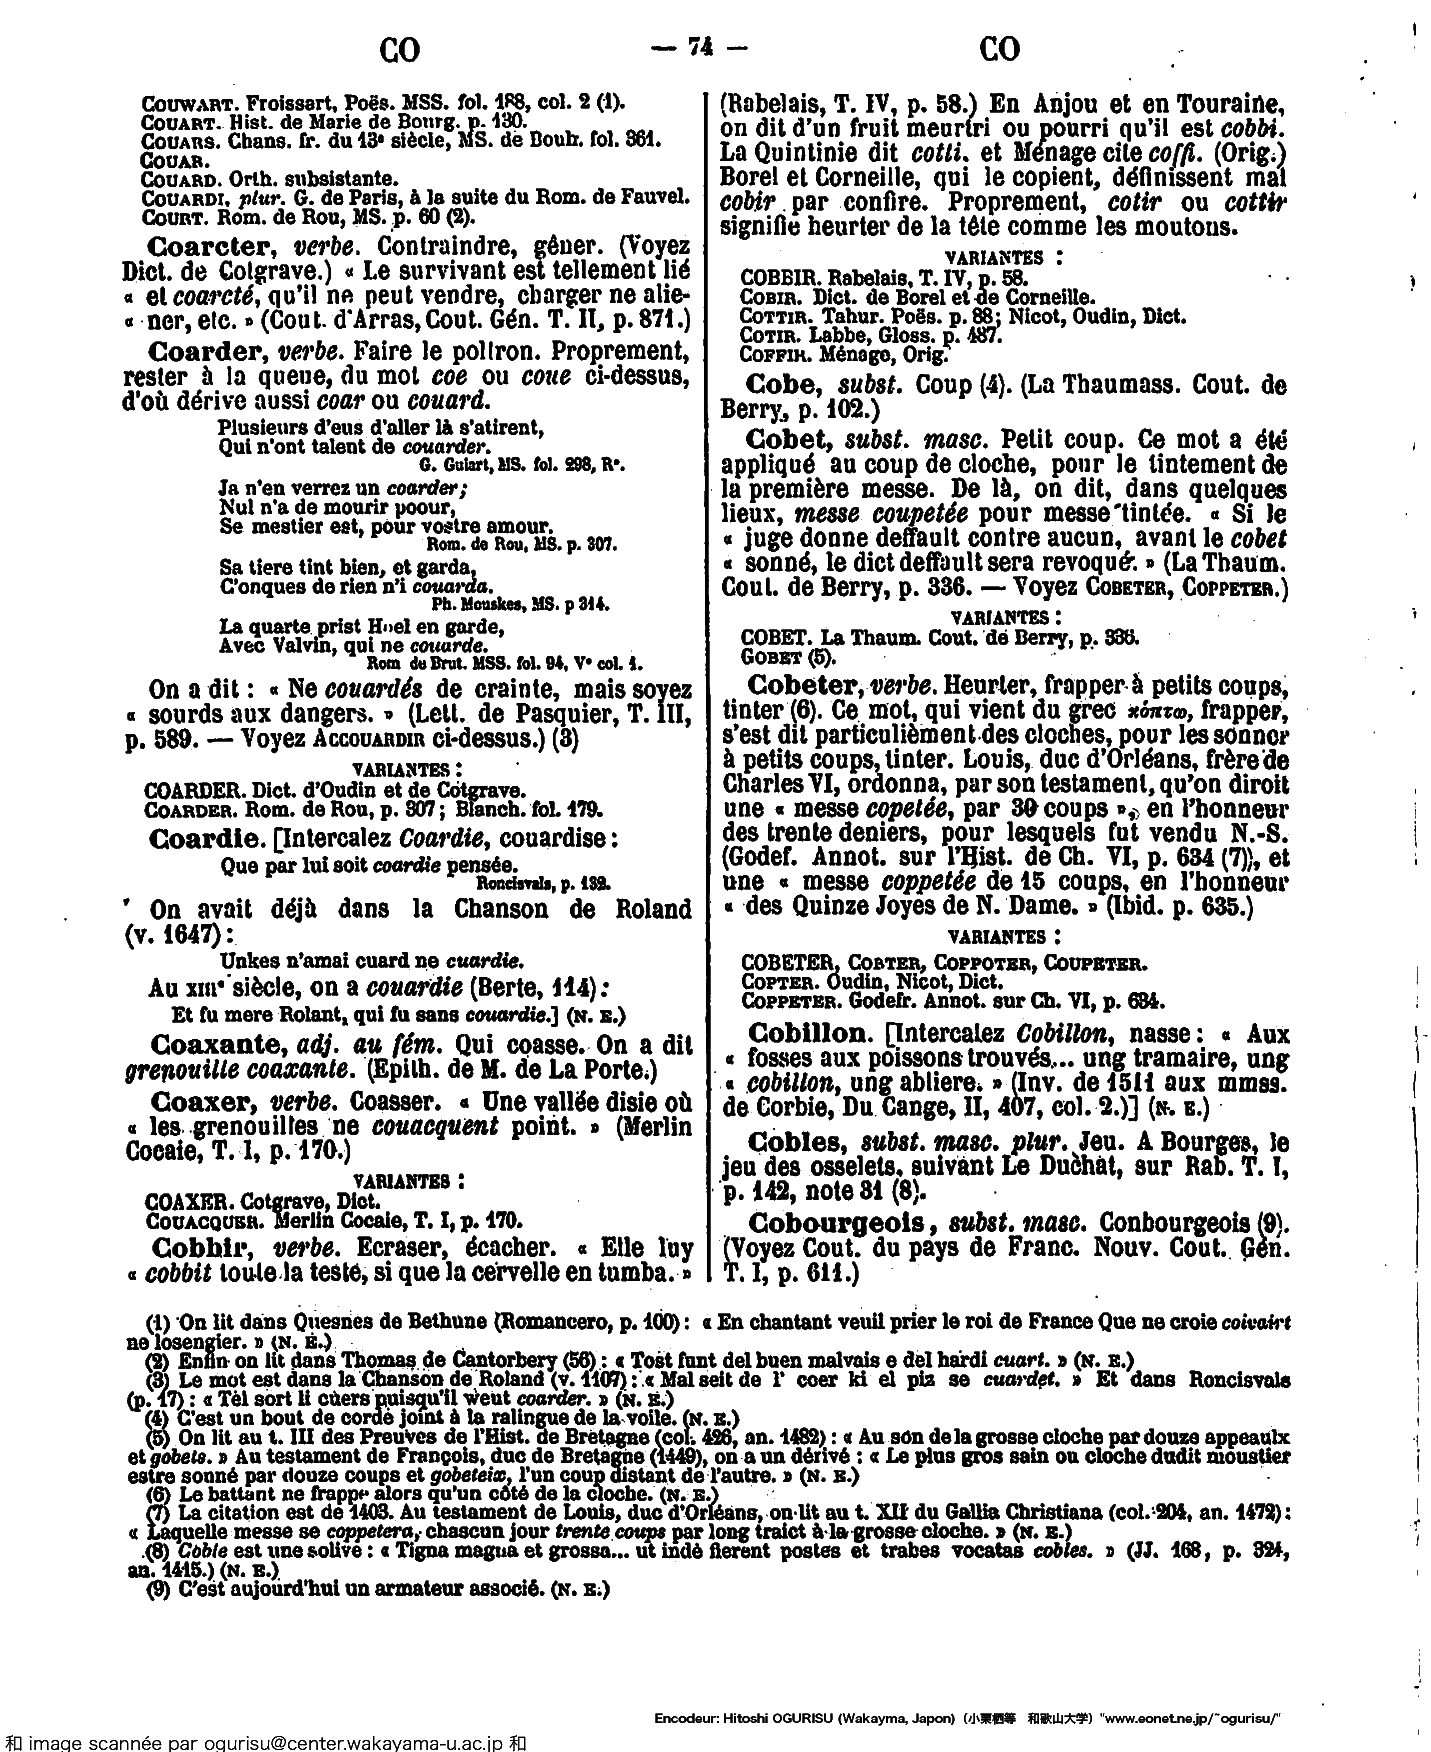 CO
— 74 —
CO
COUWART. Froissart, Poës. MSS. fol. 188, col. 2 (1).
COUART. Hist. de Marie de Bourg. p. 130.
COUARS. Chans. fr. du 13e siècle, MS. de Bouh. fol. 361.
COUAR.
COUARD. Orth. subsistante.
COUARDI, plur. G. de Paris, à la suite du Rom. de Fauvel.
COURT. Rom. de Rou, MS. p. 60 (2).
Coarcter, verbe. Contraindre, gêner. (Voyez
Dict. de Cotgrave.) « Le survivant est tellement lié
« et coarcté, qu'il ne peut vendre, charger ne alie-
« ner, etc. » (Cout. d'Arras, Cout. Gén. T. II, p. 871.)
Coarder, verbe. Faire le poltron. Proprement,
rester à la queue, du mot coe ou coue ci-dessus,
d'où dérive aussi coar ou couard.
Plusieurs d'eus d'aller là s'atirent,
Qui n'ont talent de couarder.
G. Guiart, MS. fol. 298, R°.
Ja n'en verrez un coarder;
Nul n'a de mourir poour,
Se mestier est, pour vostre amour.
Rom. de Rou, MS. p. 307.
Sa tiere tint bien, et garda,
C'onques de rien n'i couarda.
Ph. Mouskes, MS. p 314.
La quarte prist Hoel en garde,
Avec Valvin, qui ne couarde.
Rom de Brut. MSS. fol. 94, V° col. 1.
On a dit : « Ne couardés de crainte, mais soyez
« sourds aux dangers. » (Lett. de Pasquier, T. III,
p. 589. — Voyez ACCOUARDIR ci-dessus.) (3)
VARIANTES :
COARDER. Dict. d'Oudin et de Cotgrave.
COARDER. Rom. de Rou, p. 307; Blanch. fol. 179.
Coardie. [Intercalez Coardie, couardise :
Que par lui soit coardie pensée.
Roncisvals, p. 132.
On avait déjà dans la Chanson de Roland
(v. 1647) :
Unkes n'amai cuard ne cuardie.
Au XIIIe siècle, on a couardie (Berte, 114) :
Et fu mere Rolant, qui fu sans couardie.] (N. E.)
Coaxante, adj. au fém. Qui coasse. On a dit
grenouille coaxante. (Epith. de M. de La Porte.)
Coaxer, verbe. Coasser. « Une vallée disie où
« les grenouilles ne couacquent point. » (Merlin
Cocaie, T. I, p. 170.)
VARIANTES :
COAXER. Cotgrave, Dict.
COUACQUER. Merlin Cocaie, T. I, p. 170.
Cobhir, verbe. Ecraser, écacher. « Elle luy
« cobbit toute la teste, si que la cervelle en tumba. »
(Rabelais, T. IV, p. 58.) En Anjou et en Touraine,
on dit d'un fruit meurtri ou pourri qu'il est cobbi.
La Quintinie dit cotti. et Ménage cite coffi. (Orig.)
Borel et Corneille, qui le copient, définissent mal
cobir par confire. Proprement, cotir ou cottir
signifie heurter de la tête comme les moutons.
VARIANTES :
COBBIR. Rabelais, T. IV, p. 58.
COBIR. Dict. de Borel et de Corneille.
COTTIR. Tahur. Poës. p. 88; Nicot, Oudin, Dict.
COTIR. Labbe, Gloss. p. 487.
COFFIR. Ménage, Orig.
Cobe, subst. Coup (4). (La Thaumass. Cout. de
Berry, p. 102.)
Cobet, subst. masc. Petit coup. Ce mot a été
appliqué au coup de cloche, pour le tintement de
la première messe. De là, on dit, dans quelques
lieux, messe coupetée pour messe tintée. « Si le
« juge donne deffault contre aucun, avant le cobet
« sonné, le dict deffault sera revoqué. » (La Thaum.
Cout. de Berry, p. 336. — Voyez COBETER, COPPETER.)
VARIANTES :
COBET. La Thaum. Cout. de Berry, p. 336.
GOBET (5).
Cobeter, verbe. Heurter, frapper à petits coups,
tinter (6). Ce mot, qui vient du grec κόπτω, frapper,
s'est dit particulièment des cloches, pour les sonner
à petits coups, tinter. Louis, duc d'Orléans, frère de
Charles VI, ordonna, par son testament, qu'on diroit
une « messe copetée, par 30 coups », en l'honneur
des trente deniers, pour lesquels fut vendu N.-S.
(Godef. Annot. sur l'Hist. de Ch. VI, p. 634 (7)), et
une « messe coppetée de 15 coups, en l'honneur
« des Quinze Joyes de N. Dame. » (Ibid. p. 635.)
VARIANTES :
COBETER, COBTER, COPPOTER, COUPETER.
COPTER. Oudin, Nicot, Dict.
COPPETER. Godefr. Annot. sur Ch. VI, p. 634.
Cobillon. [Intercalez Cobillon, nasse : « Aux
« fosses aux poissons trouvés... ung tramaire, ung
« cobillon, ung abliere. » (Inv. de 1511 aux mmss.
de Corbie, Du Cange, II, 407, col. 2.)] (N. E.)
Cobles, subst. masc. plur. Jeu. A Bourges, le
jeu des osselets, suivant Le Duchat, sur Rab. T. I,
p. 142, note 31 (8).
Cobourgeois, subst. masc. Conbourgeois (9).
(Voyez Cout. du pays de Franc. Nouv. Cout. Gén.
T. I, p. 611.)
(1) On lit dans Quesnes de Bethune (Romancero, p. 100) : « En chantant veuil prier le roi de France Que ne croie coivairt
ne losengier. » (N. E.)
(2) Enfin on lit dans Thomas de Cantorbery (56) : « Tost funt del buen malvais e del hardi cuart. » (N. E.)
(3) Le mot est dans la Chanson de Roland (v. 1107) : « Mal seit de l' coer ki el piz se cuardet. » Et dans Roncisvals
(p. 17) : « Tel sort li cuers puisqu'il weut coarder. » (N. E.)
(4) C'est un bout de corde joint à la ralingue de la voile. (N. E.)
(5) On lit au t. III des Preuves de l'Hist. de Bretagne (col. 426, an. 1482) : « Au son de la grosse cloche par douze appeaulx
et gobets. » Au testament de François, duc de Bretagne (1449), on a un dérivé : « Le plus gros sain ou cloche dudit moustier
estre sonné par douze coups et gobeteix, l'un coup distant de l'autre. » (N. E.)
(6) Le battant ne frappe alors qu'un côté de la cloche. (N. E.)
(7) La citation est de 1403. Au testament de Louis, duc d'Orléans, on lit au t. XII du Gallia Christiana (col. 204, an. 1472) :
« Laquelle messe se coppetera, chascun jour trente coups par long traict à la grosse cloche. » (N. E.)
(8) Coble est une solive : « Tigna magua et grossa... ut indè fierent postes et trabes vocatas cobles. » (JJ. 168, p. 324,
an. 1415.) (N. E.)
(9) C'est aujourd'hui un armateur associé. (N. E.)
Encodeur: Hitoshi OGURISU (Wakayma, Japon) (小栗栖等 和歌山大学) "www.eonet.ne.jp/~ogurisu/"
和 image scannée par ogurisu@center.wakayama-u.ac.jp 和